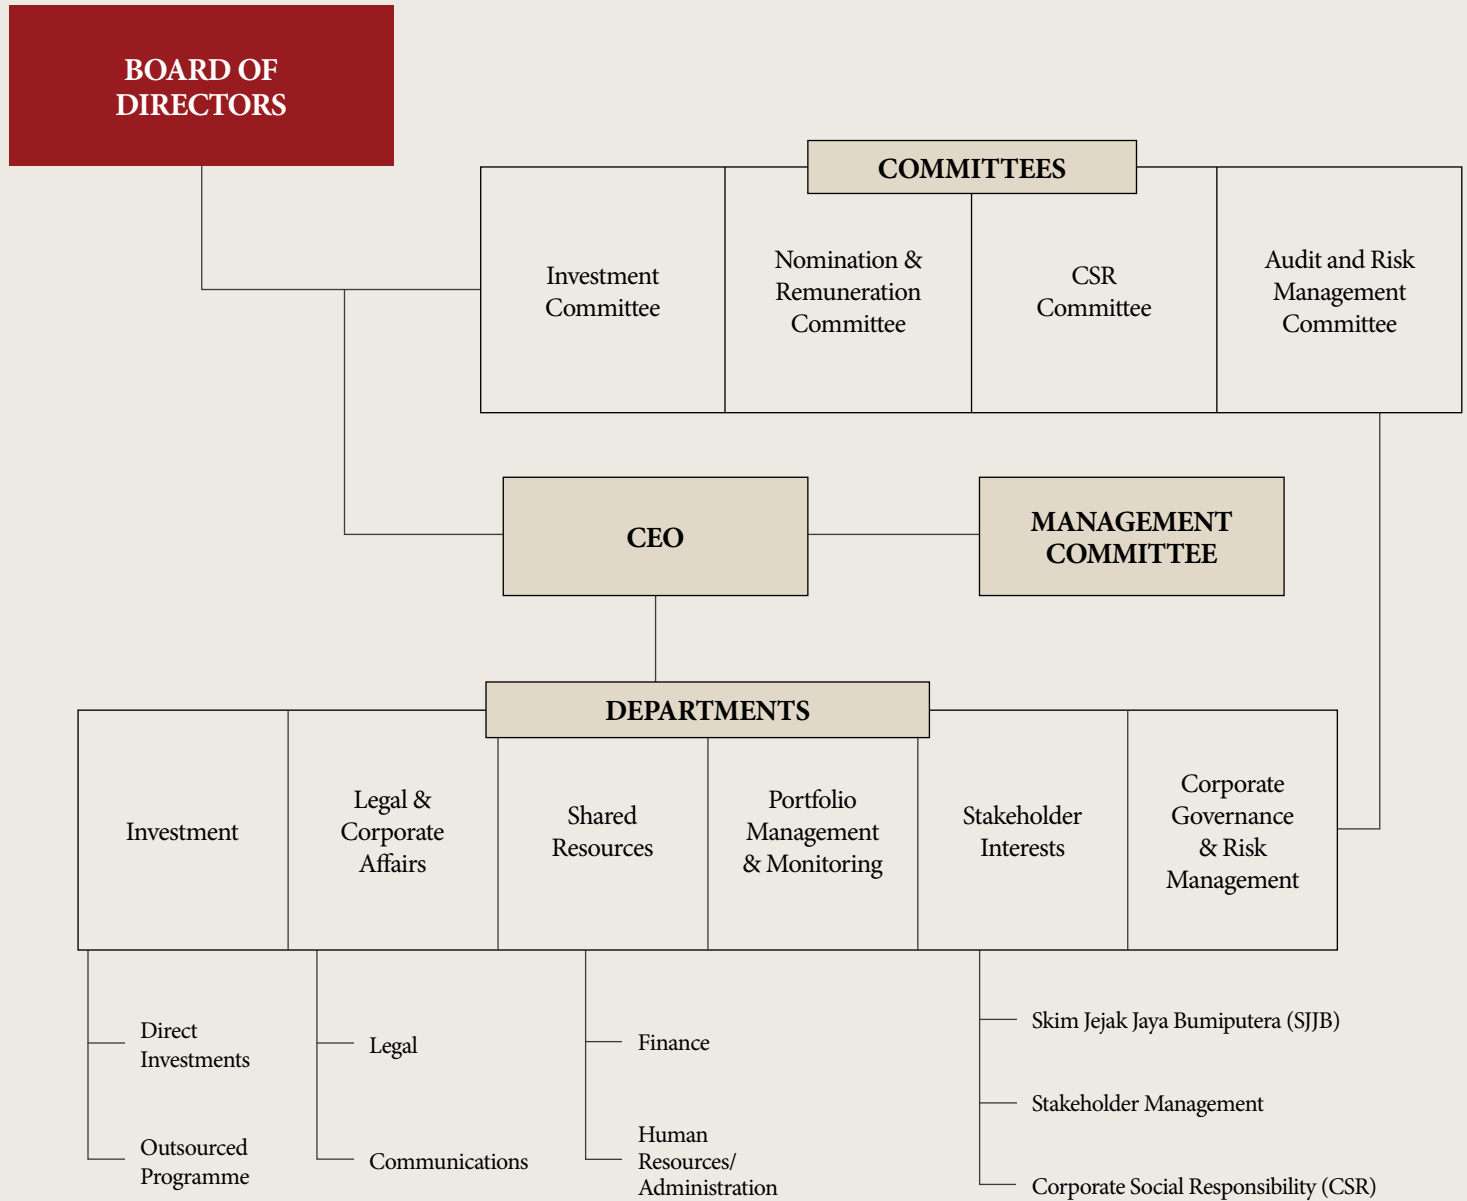 BOARD OF
DIRECTORS
COMMITTEES
Investment
Committee
Nomination &
Remuneration
Committee
CSR
Committee
Audit and Risk
Management
Committee
CEO
MANAGEMENT
COMMITTEE
DEPARTMENTS
Investment
Legal &
Corporate
Affairs
Shared
Resources
Portfolio
Management
& Monitoring
Stakeholder
Interests
Corporate
Governance
& Risk
Management
Direct
Investments
Outsourced
Programme
Legal
Communications
Finance
Human
Resources/
Administration
Skim Jejak Jaya Bumiputera (SJJB)
Stakeholder Management
Corporate Social Responsibility (CSR)